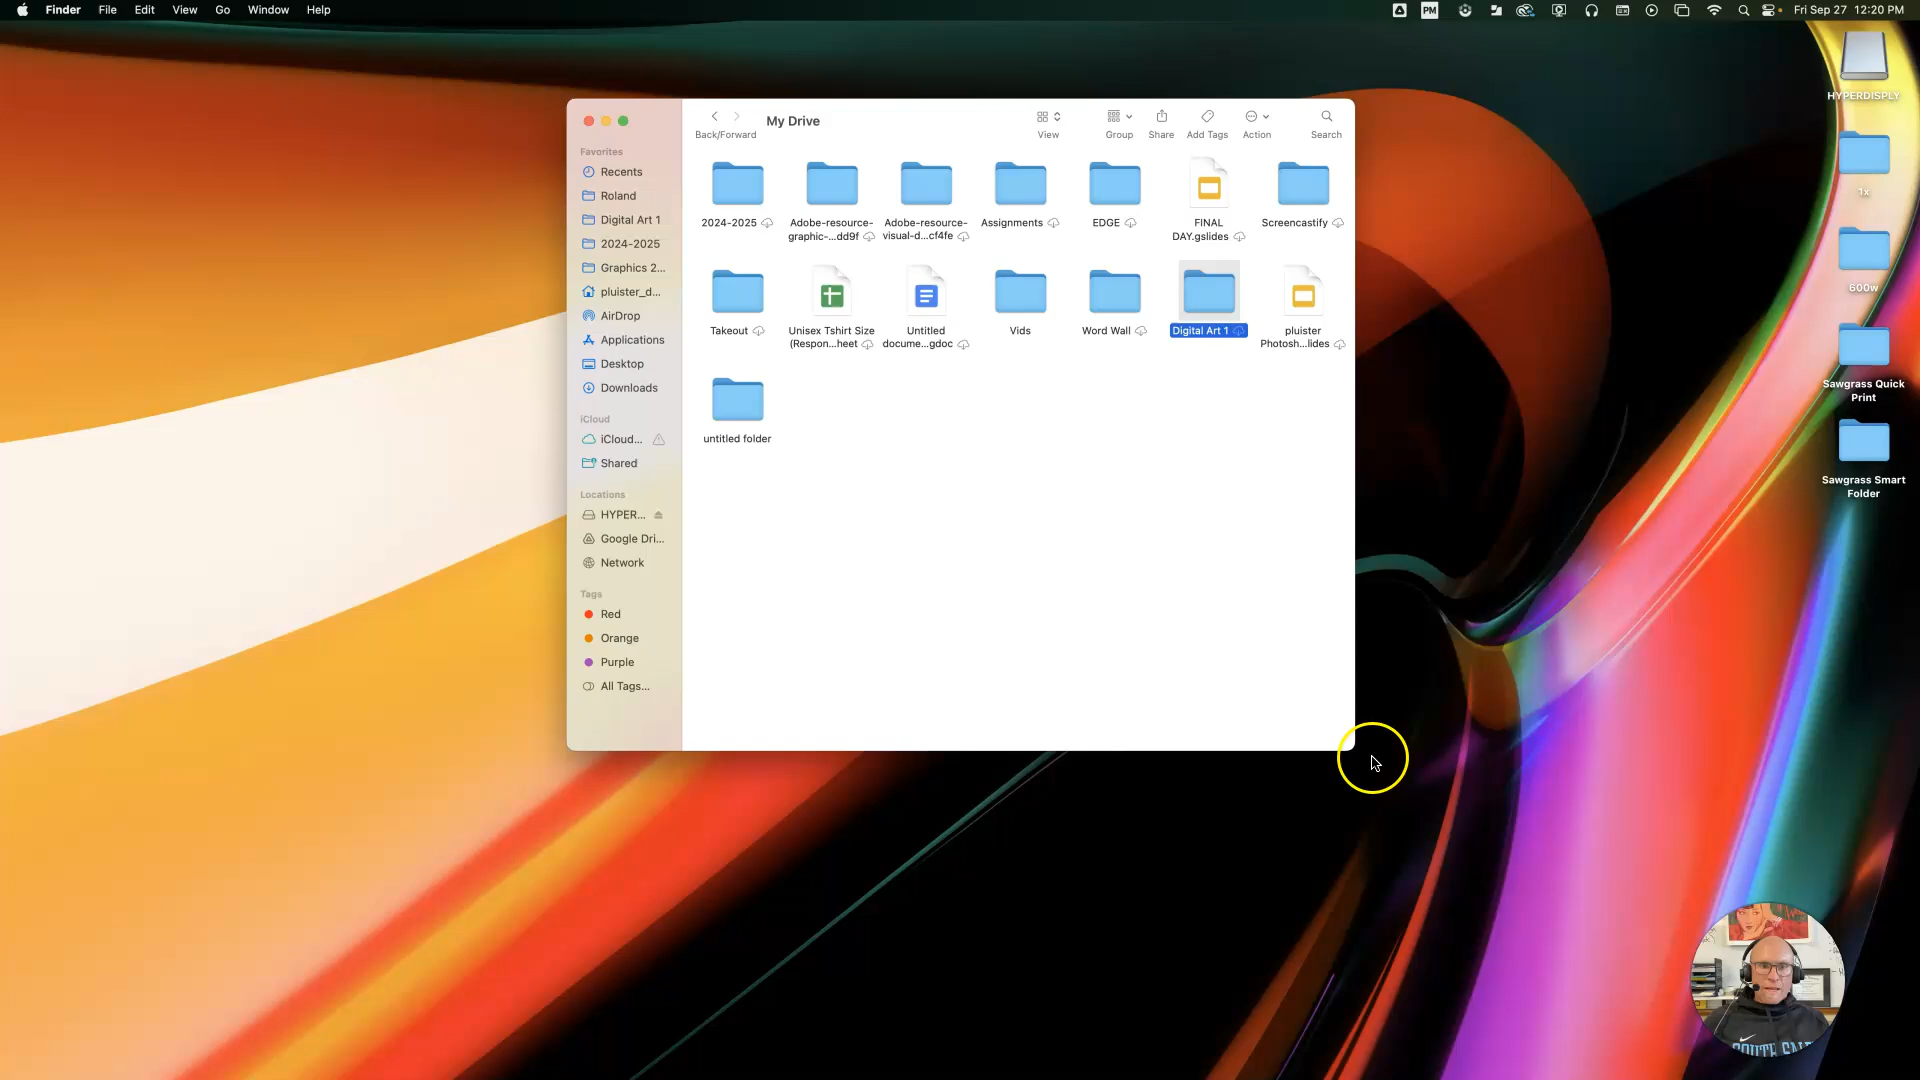 Finder File Edit View Go Window Help
PM
Fri Sep 27 12:20 PM
HYPERDISPLY
1x
600w
Sawgrass Quick
Print
Sawgrass Smart
Folder
Favorites
Recents
Roland
Digital Art 1
2024-2025
Graphics 2...
pluister_d...
AirDrop
Applications
Desktop
Downloads
iCloud
iCloud...
Shared
Locations
HYPER...
Google Dri...
Network
Tags
Red
Orange
Purple
All Tags...
Back/Forward
My Drive
View
Group
Share
Add Tags
Action
Search
2024-2025
Adobe-resource-
graphic-...dd9f
Adobe-resource-
visual-d...cf4fe
Assignments
EDGE
FINAL
DAY.gslides
Screencastify
Takeout
Unisex Tshirt Size
(Respon...heet
Untitled
docume...gdoc
Vids
Word Wall
Digital Art 1
pluister
Photosh...lides
untitled folder